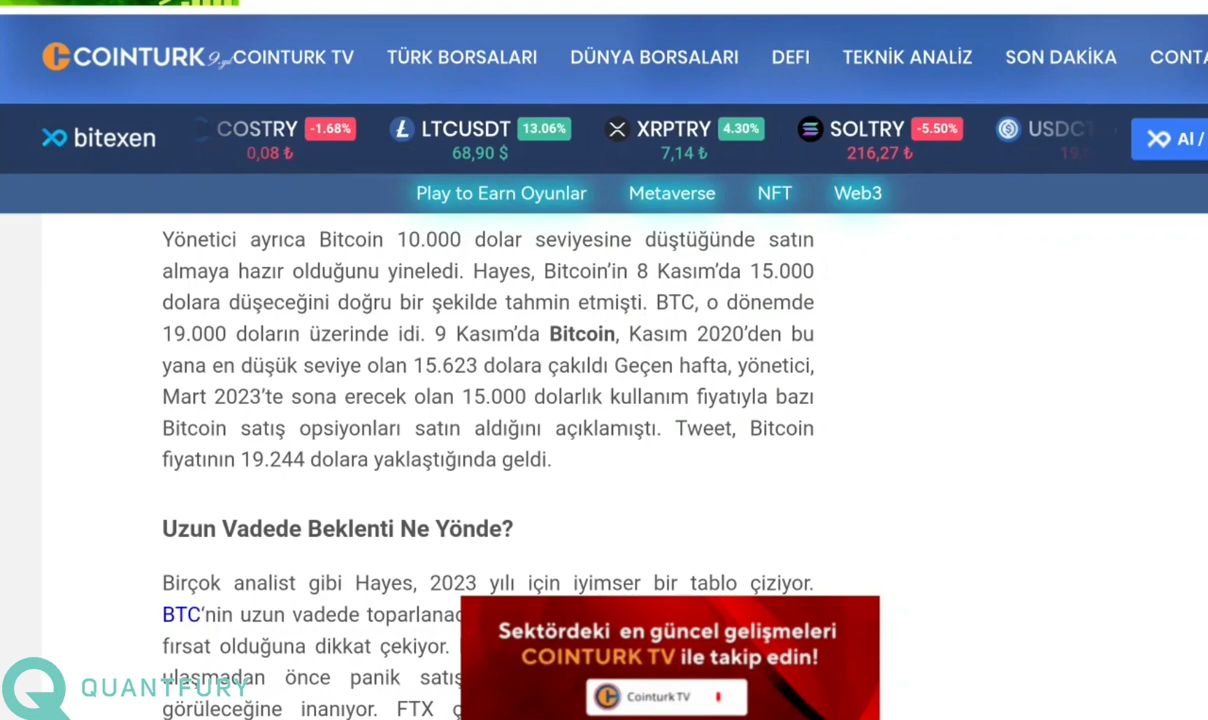 COINTURK 9.yıl COINTURK TV TÜRK BORSALARI DÜNYA BORSALARI DEFI TEKNİK ANALİZ SON DAKİKA CONTA
bitexen COSTRY -1.68% LTCUSDT 13.06% XRPTRY 4.30% SOLTRY -5.50% USDC Al /
0,08 ₺ 68,90 $ 7,14 ₺ 216,27 ₺
Play to Earn Oyunlar Metaverse NFT Web3
Yönetici ayrıca Bitcoin 10.000 dolar seviyesine düştüğünde satın
almaya hazır olduğunu yineledi. Hayes, Bitcoin’in 8 Kasım’da 15.000
dolara düşeceğini doğru bir şekilde tahmin etmişti. BTC, o dönemde
19.000 doların üzerinde idi. 9 Kasım’da Bitcoin, Kasım 2020’den bu
yana en düşük seviye olan 15.623 dolara çakıldı Geçen hafta, yönetici,
Mart 2023’te sona erecek olan 15.000 dolarlık kullanım fiyatıyla bazı
Bitcoin satış opsiyonları satın aldığını açıklamıştı. Tweet, Bitcoin
fiyatının 19.244 dolara yaklaştığında geldi.
Uzun Vadede Beklenti Ne Yönde?
Birçok analist gibi Hayes, 2023 yılı için iyimser bir tablo çiziyor.
BTC‘nin uzun vadede toparlanac
fırsat olduğuna dikkat çekiyor.
ulaşmadan önce panik satış
görüleceğine inanıyor. FTX
Sektördeki en güncel gelişmeleri
COINTURK TV ile takip edin!
Cointurk TV
QUANTFURY